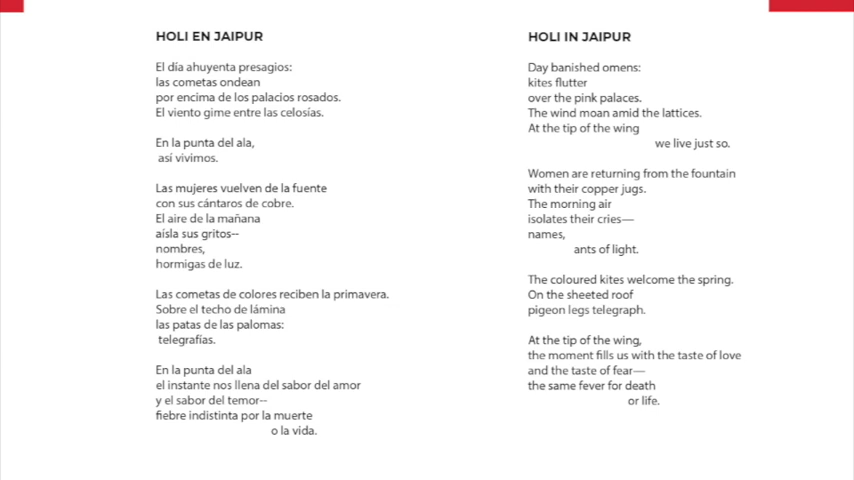 HOLI EN JAIPUR
El día ahuyenta presagios:
las cometas ondean
por encima de los palacios rosados.
El viento gime entre las celosías.
En la punta del ala,
así vivimos.
Las mujeres vuelven de la fuente
con sus cántaros de cobre.
El aire de la mañana
aísla sus gritos--
nombres,
hormigas de luz.
Las cometas de colores reciben la primavera.
Sobre el techo de lámina
las patas de las palomas:
telegrafías.
En la punta del ala
el instante nos llena del sabor del amor
y el sabor del temor--
fiebre indistinta por la muerte
o la vida.
HOLI IN JAIPUR
Day banished omens:
kites flutter
over the pink palaces.
The wind moan amid the lattices.
At the tip of the wing
we live just so.
Women are returning from the fountain
with their copper jugs.
The morning air
isolates their cries—
names,
ants of light.
The coloured kites welcome the spring.
On the sheeted roof
pigeon legs telegraph.
At the tip of the wing,
the moment fills us with the taste of love
and the taste of fear—
the same fever for death
or life.